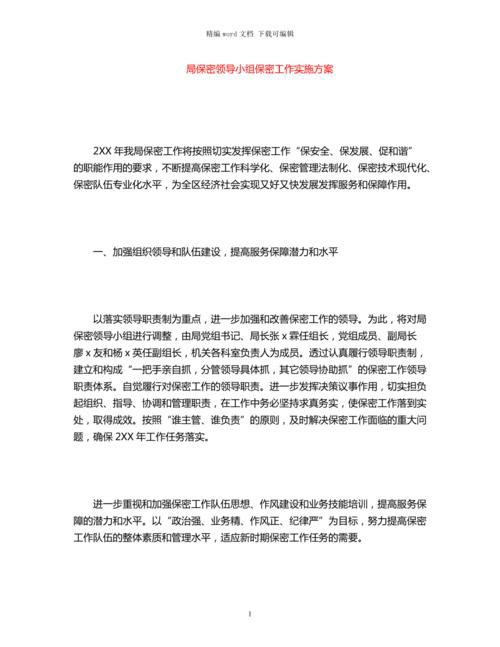 精编 word 文档 下载可编辑
局保密领导小组保密工作实施方案
2XX 年我局保密工作将按照切实发挥保密工作“保安全、保发展、促和谐”
的职能作用的要求，不断提高保密工作科学化、保密管理法制化、保密技术现代化、
保密队伍专业化水平，为全区经济社会实现又好又快发展发挥服务和保障作用。
一、加强组织领导和队伍建设，提高服务保障潜力和水平
以落实领导职责制为重点，进一步加强和改善保密工作的领导。为此，将对局
保密领导小组进行调整，由局党组书记、局长张 x 霖任组长，党组成员、副局长
廖 x 友和杨 x 英任副组长，机关各科室负责人为成员。透过认真履行领导职责制，
建立和构成“一把手亲自抓，分管领导具体抓，其它领导协助抓”的保密工作领导
职责体系。自觉履行对保密工作的领导职责。进一步发挥决策议事作用，切实担负
起组织、指导、协调和管理职责，在工作中务必坚持求真务实，使保密工作落到实
处，取得成效。按照“谁主管、谁负责”的原则，及时解决保密工作面临的重大问
题，确保 2XX 年工作任务落实。
进一步重视和加强保密工作队伍思想、作风建设和业务技能培训，提高服务保
障的潜力和水平。以“政治强、业务精、作风正、纪律严”为目标，努力提高保密
工作队伍的整体素质和管理水平，适应新时期保密工作任务的需要。
1